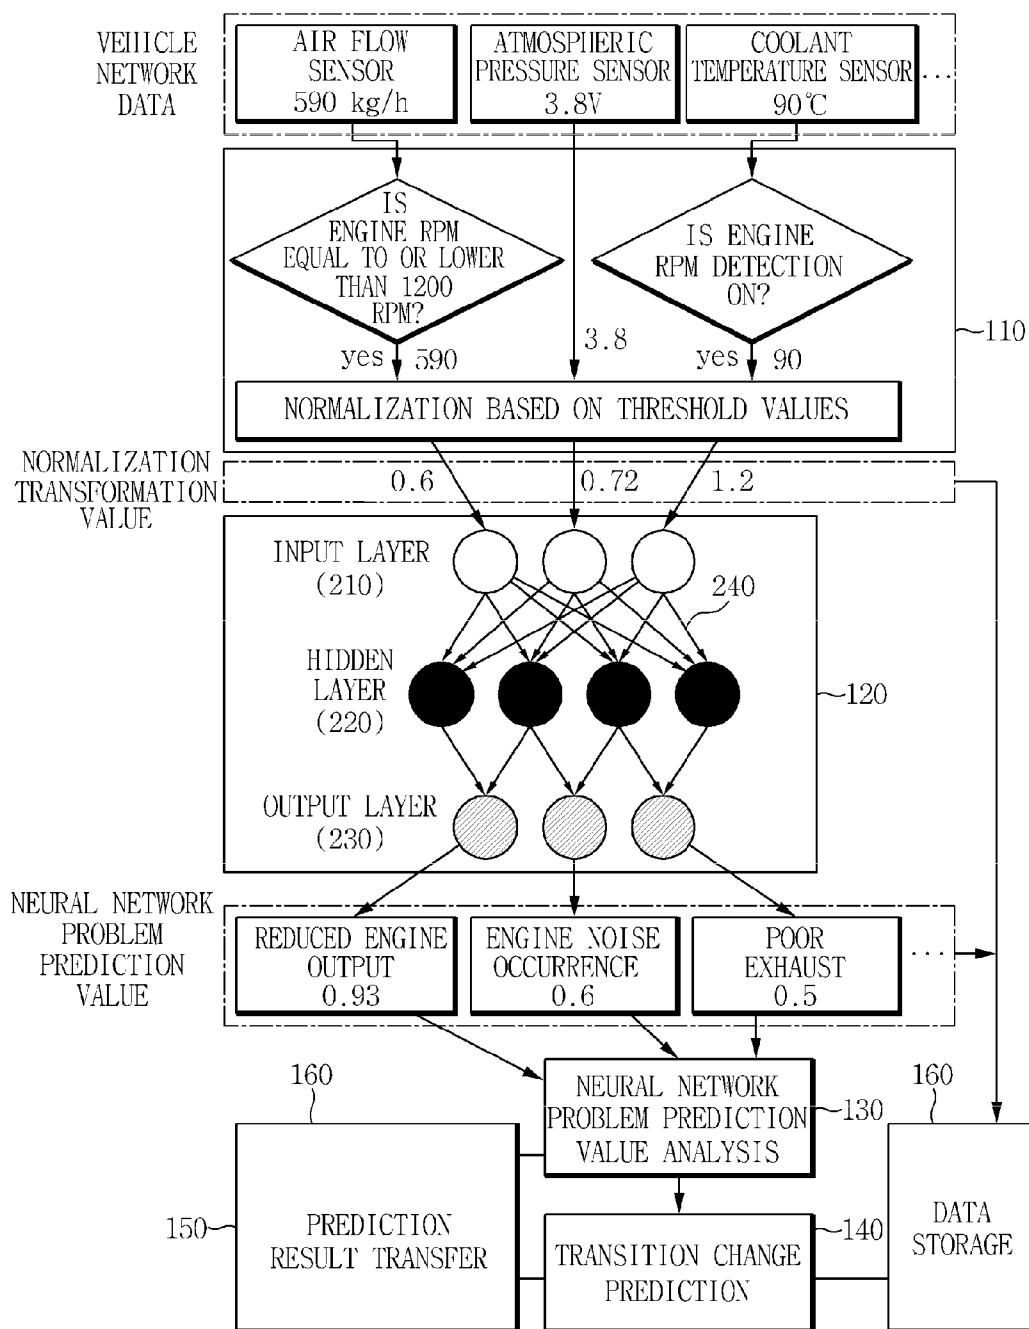 VEHICLE
NETWORK
DATA
AIR FLOW
SENSOR
590 kg/h
ATMOSPHERIC
PRESSURE SENSOR
3.8V
COOLANT
TEMPERATURE SENSOR
90℃
...
IS
ENGINE RPM
EQUAL TO OR LOWER
THAN 1200
RPM?
IS ENGINE
RPM DETECTION
ON?
110
yes 590
3.8
yes 90
NORMALIZATION BASED ON THRESHOLD VALUES
NORMALIZATION
TRANSFORMATION
VALUE
0.6
0.72
1.2
INPUT LAYER
(210)
240
HIDDEN
LAYER
(220)
120
OUTPUT LAYER
(230)
NEURAL NETWORK
PROBLEM
PREDICTION
VALUE
REDUCED ENGINE
OUTPUT
0.93
ENGINE NOISE
OCCURRENCE
0.6
POOR
EXHAUST
0.5
...
160
NEURAL NETWORK
PROBLEM PREDICTION
VALUE ANALYSIS
130
160
150
PREDICTION
RESULT TRANSFER
TRANSITION CHANGE
PREDICTION
140
DATA
STORAGE